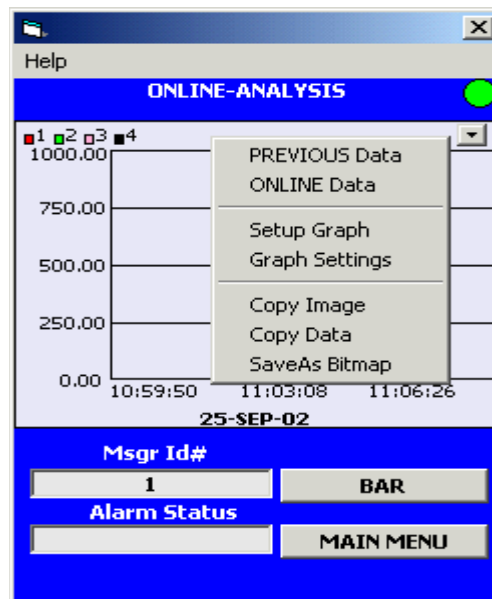 Help
ONLINE-ANALYSIS
1 2 3 4
1000.00
750.00
500.00
250.00
0.00
PREVIOUS Data
ONLINE Data
Setup Graph
Graph Settings
Copy Image
Copy Data
SaveAs Bitmap
10:59:50 11:03:08 11:06:26
25-SEP-02
Msgr Id#
1 BAR
Alarm Status
MAIN MENU